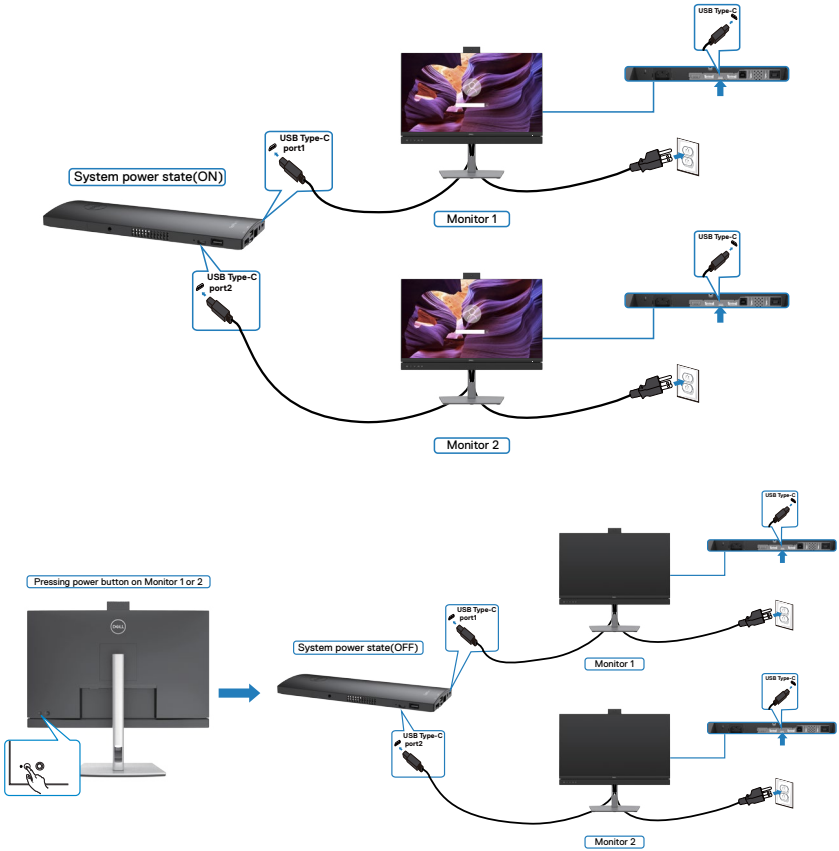 USB Type-C
USB Type-C
port1
System power state(ON)
Monitor 1
USB Type-C
USB Type-C
port2
Monitor 2
USB Type-C
Pressing power button on Monitor 1 or 2
DELL
USB Type-C
port1
System power state(OFF)
Monitor 1
USB Type-C
USB Type-C
port2
Monitor 2